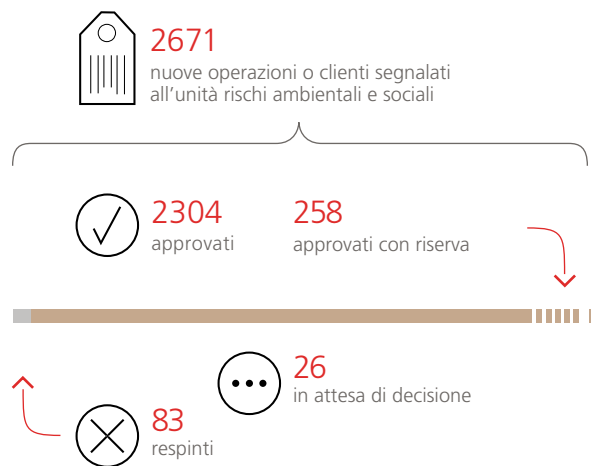 2671
nuove operazioni o clienti segnalati
all'unità rischi ambientali e sociali
2304
approvati
258
approvati con riserva
26
in attesa di decisione
83
respinti